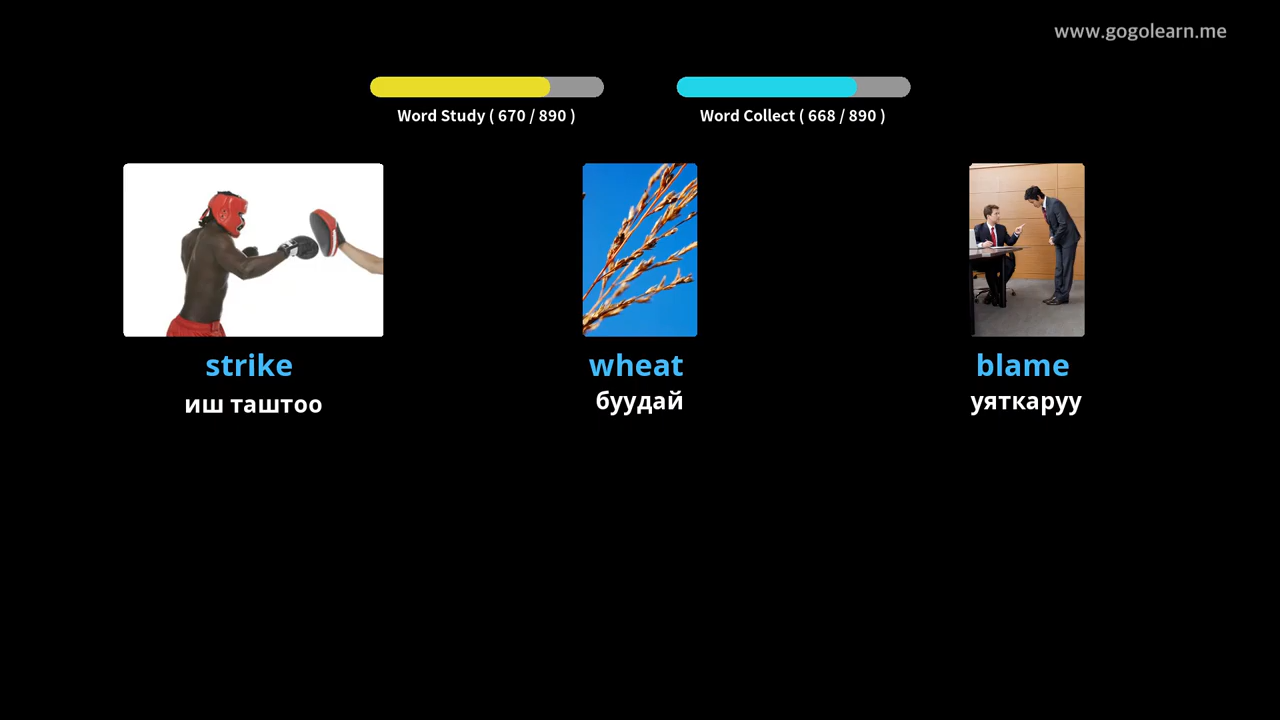 www.gogolearn.me
Word Study ( 670 / 890 )
Word Collect ( 668 / 890 )
strike
wheat
blame
иш таштоо
буудай
уяткаруу